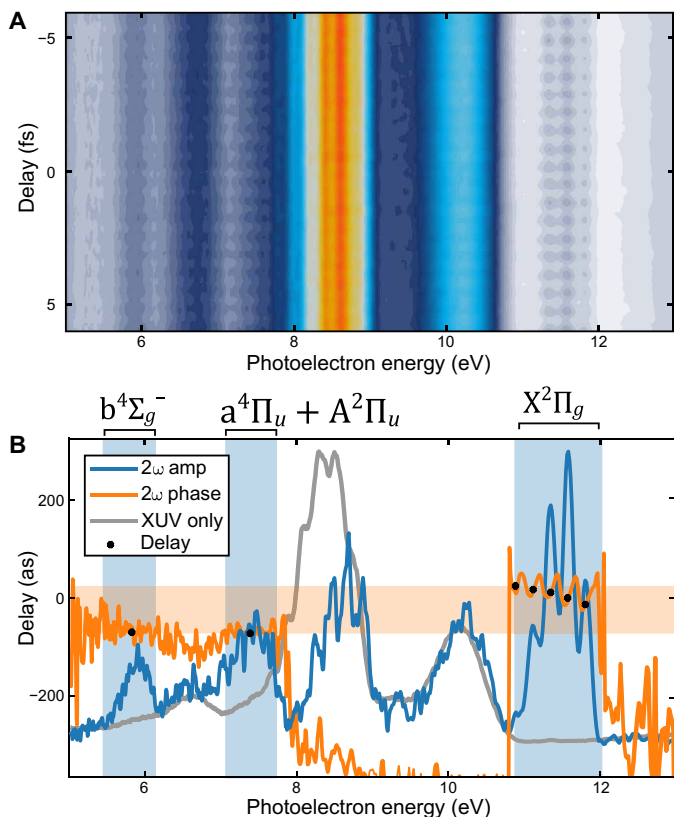 A
−5
0
5
Delay (fs)
6 8 10 12
Photoelectron energy (eV)
b⁴Σg⁻ a⁴Πu + A²Πu X²Πg
B
2ω amp
2ω phase
XUV only
Delay
200
0
−200
Delay (as)
6 8 10 12
Photoelectron energy (eV)